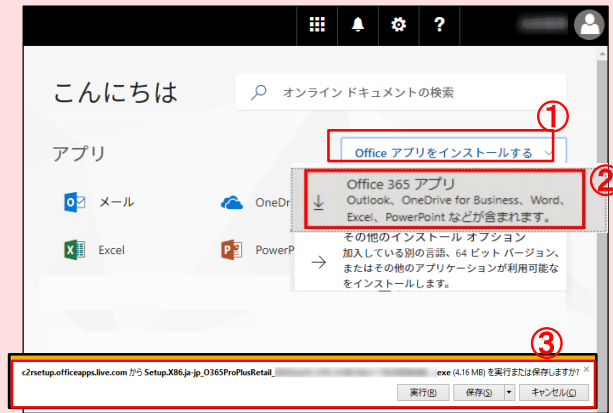 ?
こんにちは
オンライン ドキュメントの検索
①
アプリ
Office アプリをインストールする
②
Office 365 アプリ
Outlook、OneDrive for Business、Word、
Excel、PowerPoint などが含まれます。
メール
OneDr
その他のインストール オプション
加入している別の言語、64 ビット バージョン、
またはその他のアプリケーションが利用可能な
をインストールします。
Excel
PowerP
③
c2rsetup.officeapps.live.com から Setup.X86.ja-jp_O365ProPlusRetail_ .exe (4.16 MB) を実行または保存しますか?
実行(R) 保存(S) キャンセル(C)